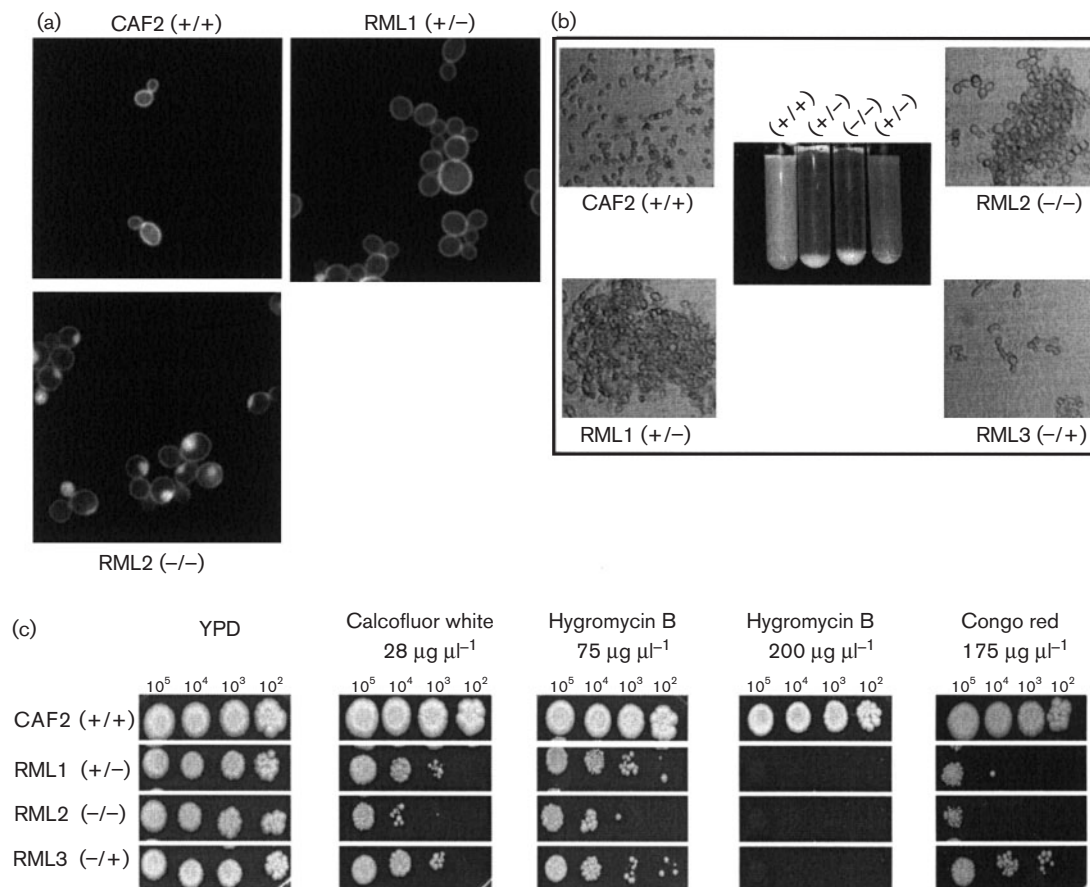 (a)
CAF2 (+/+)
RML1 (+/−)
RML2 (−/−)
(b)
(+/+)
(+/−)
(−/−)
(+/−)
CAF2 (+/+)
RML2 (−/−)
RML1 (+/−)
RML3 (−/+)
(c)
YPD
Calcofluor white
28 µg µl⁻¹
Hygromycin B
75 µg µl⁻¹
Hygromycin B
200 µg µl⁻¹
Congo red
175 µg µl⁻¹
10⁵ 10⁴ 10³ 10² 10⁵ 10⁴ 10³ 10² 10⁵ 10⁴ 10³ 10² 10⁵ 10⁴ 10³ 10² 10⁵ 10⁴ 10³ 10²
CAF2 (+/+)
RML1 (+/−)
RML2 (−/−)
RML3 (−/+)